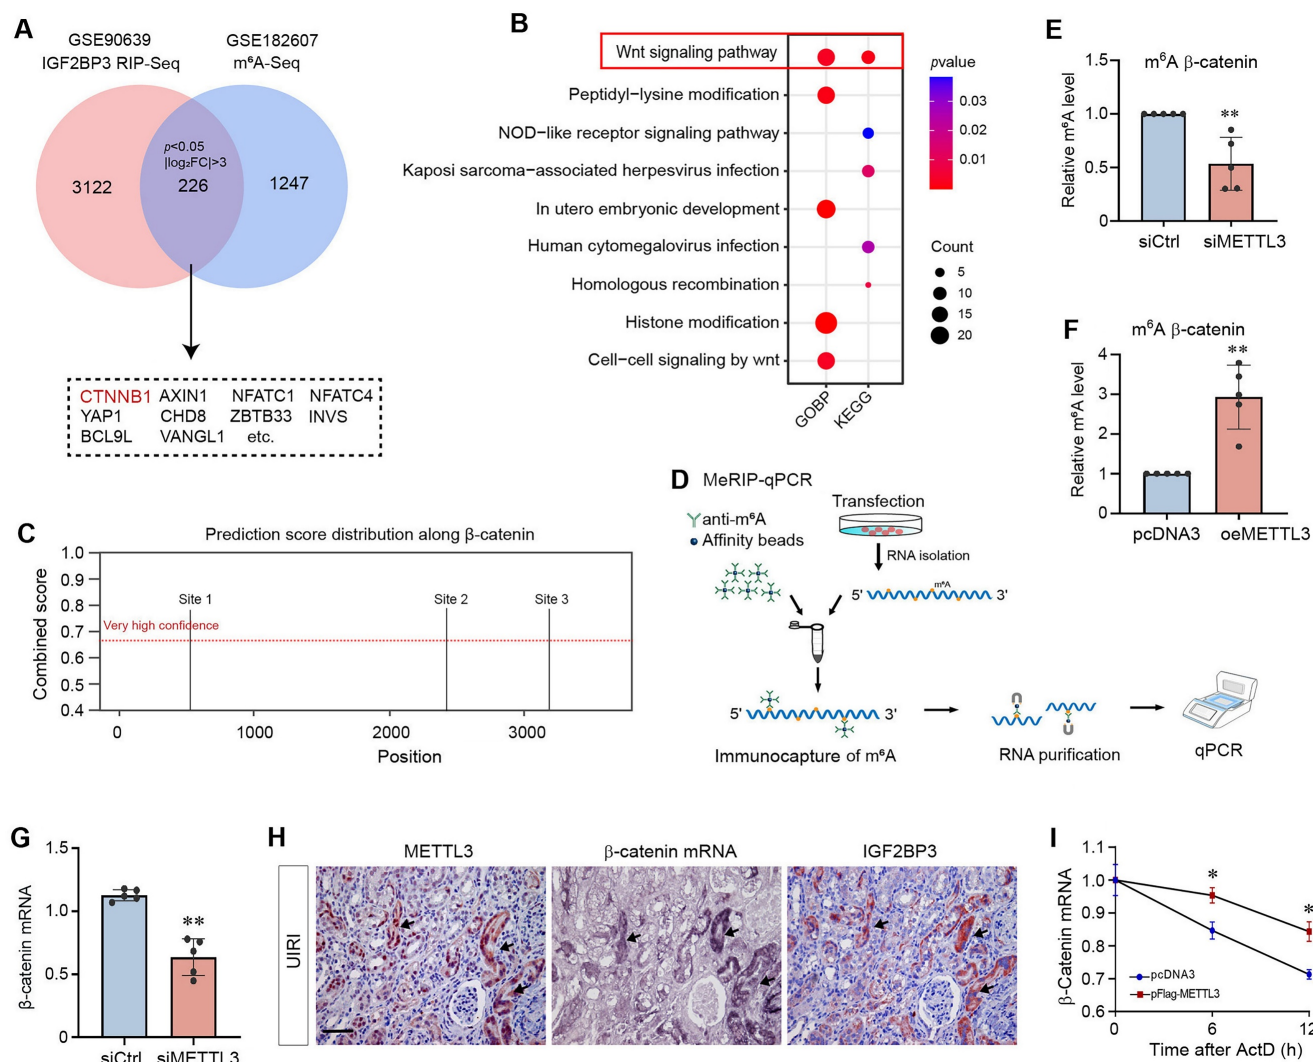 A
GSE90639
IGF2BP3 RIP-Seq
GSE182607
m⁶A-Seq
p<0.05
|log₂FC|>3
3122
226
1247
CTNNB1 AXIN1 NFATC1 NFATC4
YAP1 CHD8 ZBTB33 INVS
BCL9L VANGL1 etc.
B
Wnt signaling pathway
Peptidyl−lysine modification
NOD−like receptor signaling pathway
Kaposi sarcoma−associated herpesvirus infection
In utero embryonic development
Human cytomegalovirus infection
Homologous recombination
Histone modification
Cell−cell signaling by wnt
GOBP
KEGG
pvalue
0.03
0.02
0.01
Count
5
10
15
20
C
Prediction score distribution along β-catenin
Combined score
1.0
0.9
0.8
0.7
0.6
0.5
0.4
Site 1
Site 2
Site 3
Very high confidence
0
1000
2000
3000
Position
D
MeRIP-qPCR
anti-m⁶A
Affinity beads
Transfection
RNA isolation
m⁶A
5'
3'
5'
3'
Immunocapture of m⁶A
RNA purification
qPCR
E
m⁶A β-catenin
Relative m⁶A level
1.5
1.0
0.5
0
**
siCtrl
siMETTL3
F
m⁶A β-catenin
Relative m⁶A level
4
3
2
1
0
**
pcDNA3
oeMETTL3
G
β-catenin mRNA
1.5
1.0
0.5
0
**
siCtrl
siMETTL3
H
METTL3
β-catenin mRNA
IGF2BP3
UIRI
I
β-Catenin mRNA
1.1
1.0
0.9
0.8
0.7
0.6
*
*
pcDNA3
pFlag-METTL3
0
6
12
Time after ActD (h)